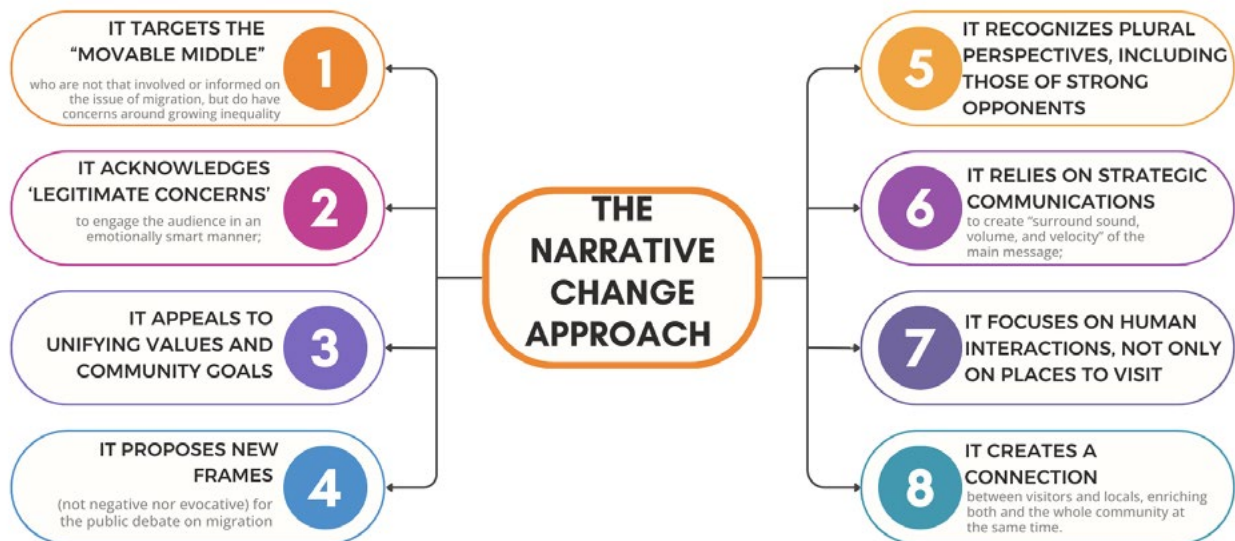 IT TARGETS THE
“MOVABLE MIDDLE”
who are not that involved or informed on
the issue of migration, but do have
concerns around growing inequality
1
IT ACKNOWLEDGES
‘LEGITIMATE CONCERNS’
to engage the audience in an
emotionally smart manner;
2
IT APPEALS TO
UNIFYING VALUES AND
COMMUNITY GOALS
3
IT PROPOSES NEW
FRAMES
(not negative nor evocative) for
the public debate on migration
4
THE
NARRATIVE
CHANGE
APPROACH
5
IT RECOGNIZES PLURAL
PERSPECTIVES, INCLUDING
THOSE OF STRONG
OPPONENTS
6
IT RELIES ON STRATEGIC
COMMUNICATIONS
to create “surround sound,
volume, and velocity” of the
main message;
7
IT FOCUSES ON HUMAN
INTERACTIONS, NOT ONLY
ON PLACES TO VISIT
8
IT CREATES A
CONNECTION
between visitors and locals, enriching
both and the whole community at
the same time.